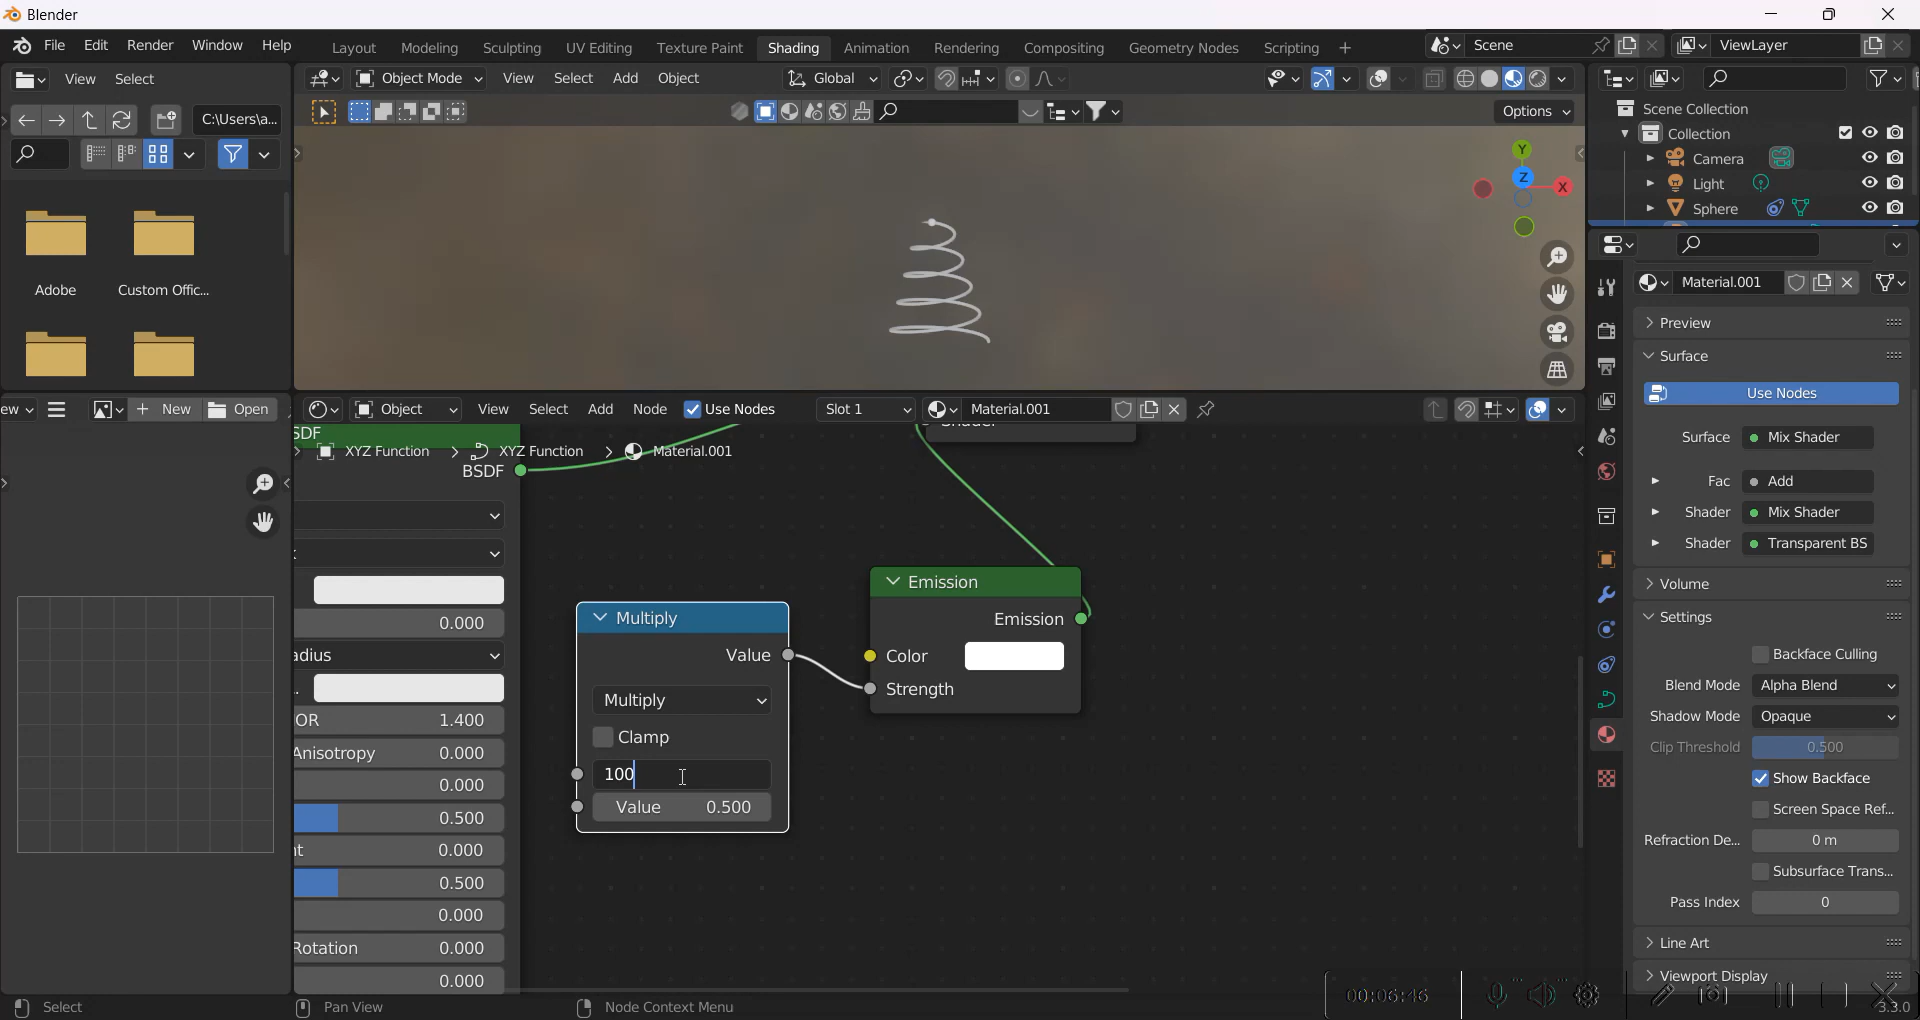 Blender
File Edit Render Window Help
Layout Modeling Sculpting UV Editing Texture Paint Shading Animation Rendering Compositing Geometry Nodes Scripting +
Scene
ViewLayer
View Select
Object Mode View Select Add Object
Global
C:\Users\a...
Options
Y
Z
X
Adobe
Custom Offic...
Scene Collection
Collection
Camera
Light
Sphere
Material.001
Preview
Surface
Use Nodes
Surface Mix Shader
Fac Add
Shader Mix Shader
Shader Transparent BS
Volume
Settings
Backface Culling
Blend Mode Alpha Blend
Shadow Mode Opaque
Clip Threshold 0.500
Show Backface
Screen Space Ref...
Refraction De... 0 m
Subsurface Trans...
Pass Index 0
Line Art
Viewport Display
ew
New
Open
Object View Select Add Node Use Nodes Slot 1 Material.001
SDF
XYZ Function > XYZ Function > Material.001
BSDF
0.000
adius
OR 1.400
Anisotropy 0.000
0.000
0.500
nt 0.000
0.500
0.000
Rotation 0.000
0.000
Multiply
Value
Multiply
Clamp
100
Value 0.500
Emission
Emission
Color
Strength
Select
Pan View
Node Context Menu
00:06:46
3.3.0